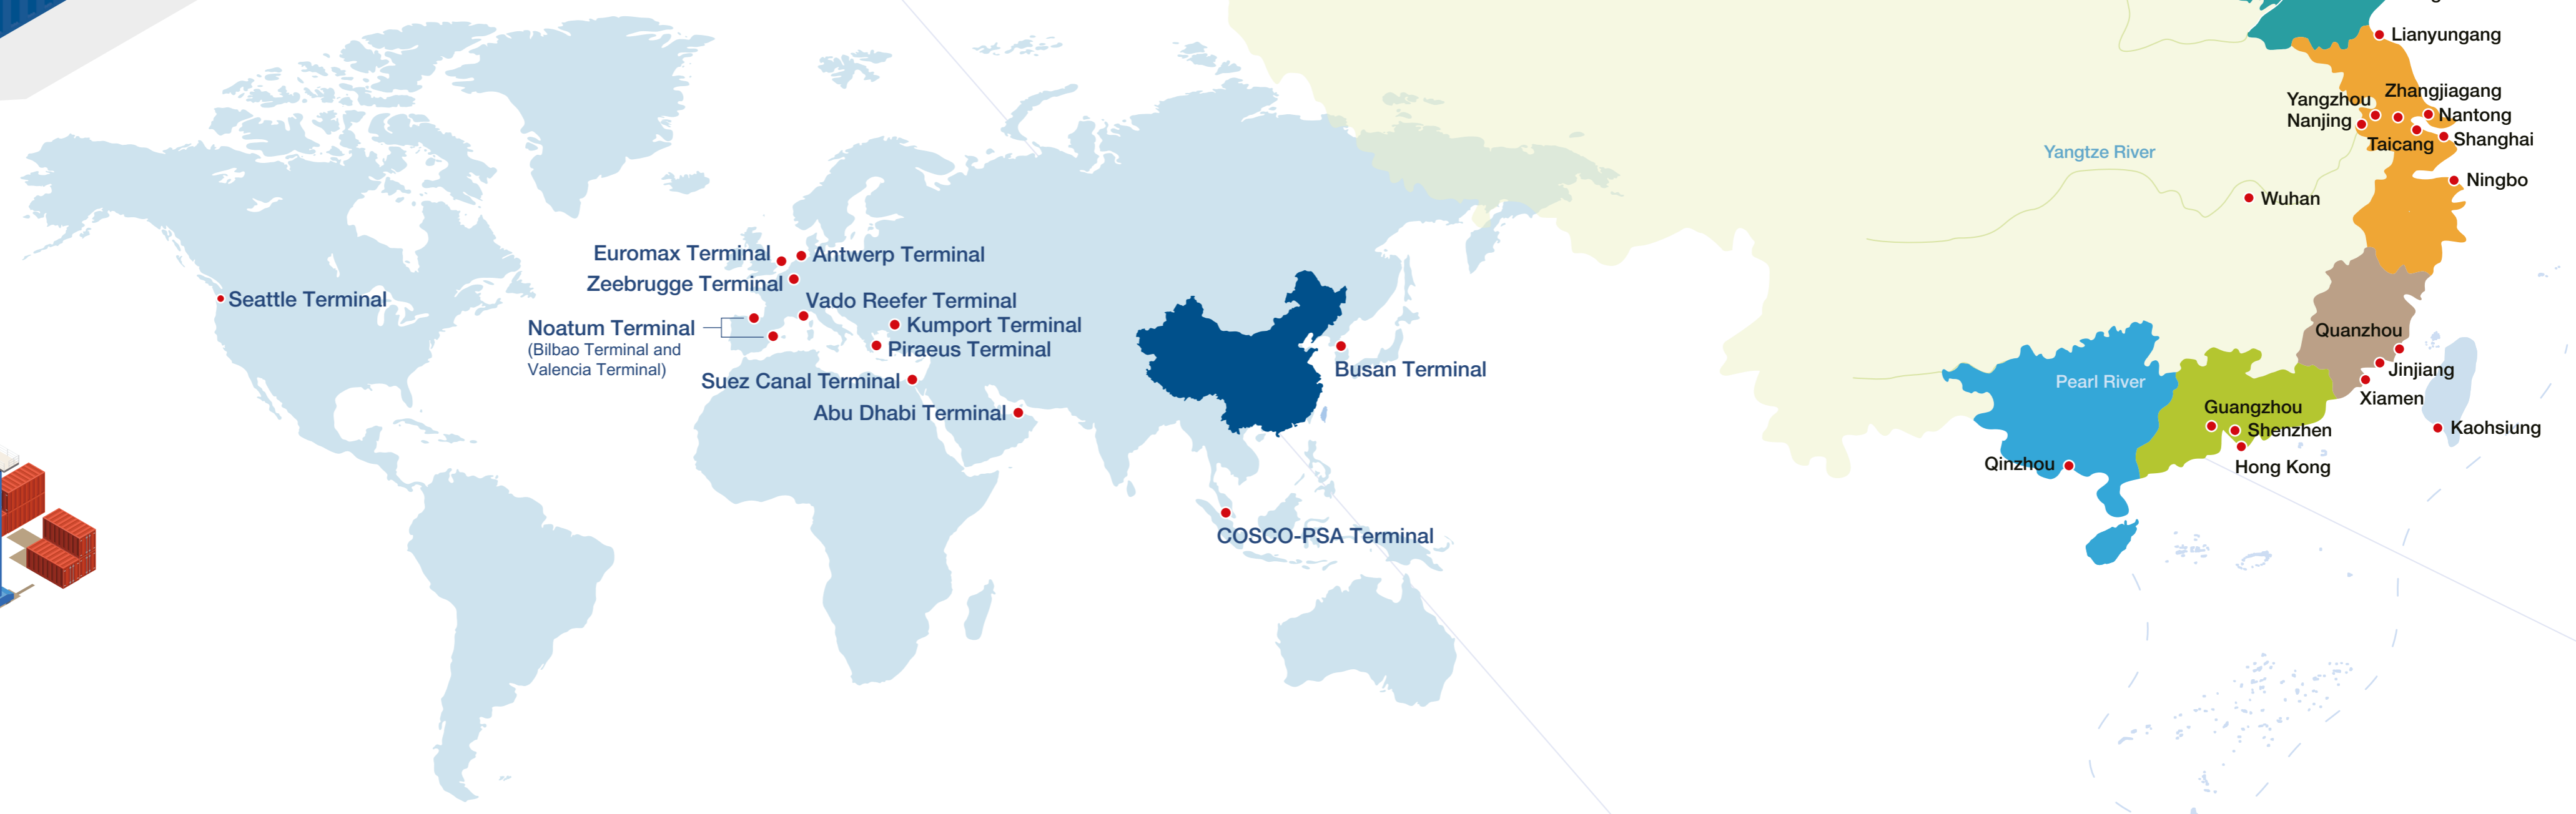 Seattle Terminal
Euromax Terminal
Antwerp Terminal
Zeebrugge Terminal
Vado Reefer Terminal
Noatum Terminal
(Bilbao Terminal and
Valencia Terminal)
Kumport Terminal
Piraeus Terminal
Suez Canal Terminal
Abu Dhabi Terminal
Busan Terminal
COSCO-PSA Terminal
Lianyungang
Zhangjiagang
Yangzhou
Nantong
Nanjing
Shanghai
Taicang
Yangtze River
Ningbo
Wuhan
Quanzhou
Jinjiang
Pearl River
Xiamen
Guangzhou
Shenzhen
Kaohsiung
Qinzhou
Hong Kong